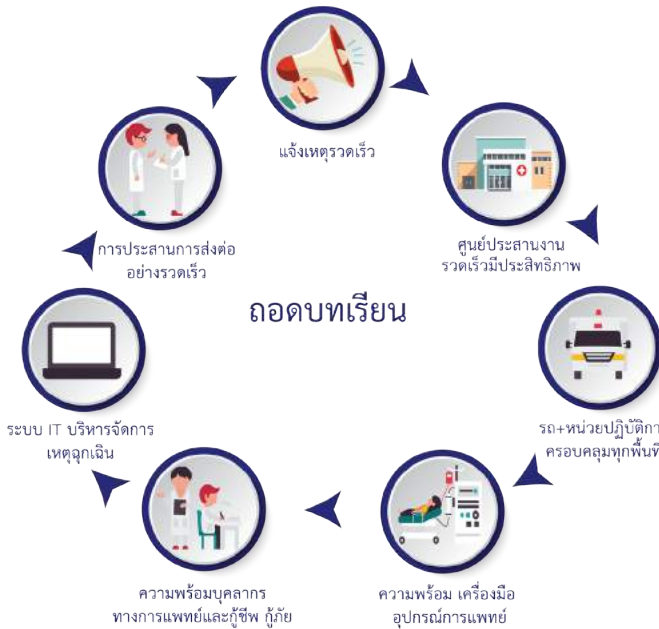 แจ้งเหตุรวดเร็ว
ศูนย์ประสานงาน
รวดเร็วมีประสิทธิภาพ
รถ+หน่วยปฏิบัติกา
ครอบคลุมทุกพื้นที่
ความพร้อม เครื่องมือ
อุปกรณ์การแพทย์
ความพร้อมบุคลากร
ทางการแพทย์และกู้ชีพ กู้ภัย
ระบบ IT บริหารจัดการ
เหตุฉุกเฉิน
การประสานการส่งต่อ
อย่างรวดเร็ว
ถอดบทเรียน